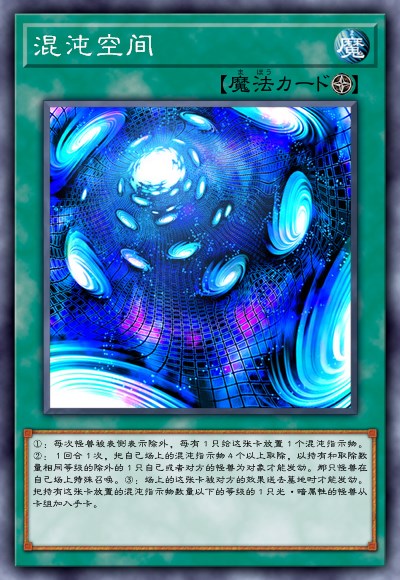 混沌空间
魔
【魔法カード】
まほう
①：每次怪兽被表侧表示除外，每有1只给这张卡放置1个混沌指示物。
②：1回合1次，把自己场上的混沌指示物4个以上取除，以持有和取除数
量相同等级的除外的1只自己或者对方的怪兽为对象才能发动。那只怪兽在
自己场上特殊召唤。③：场上的这张卡被对方的效果送去墓地时才能发动。
把持有这张卡放置的混沌指示物数量以下的等级的1只光·暗属性的怪兽从
卡组加入手卡。